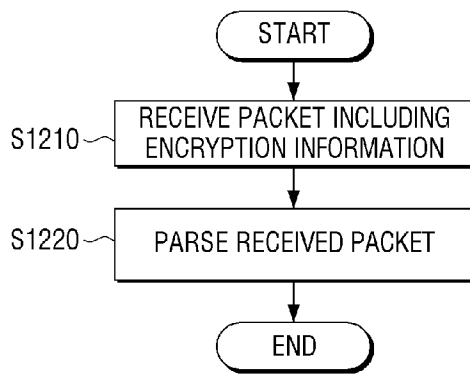 START
S1210
RECEIVE PACKET INCLUDING
ENCRYPTION INFORMATION
S1220
PARSE RECEIVED PACKET
END